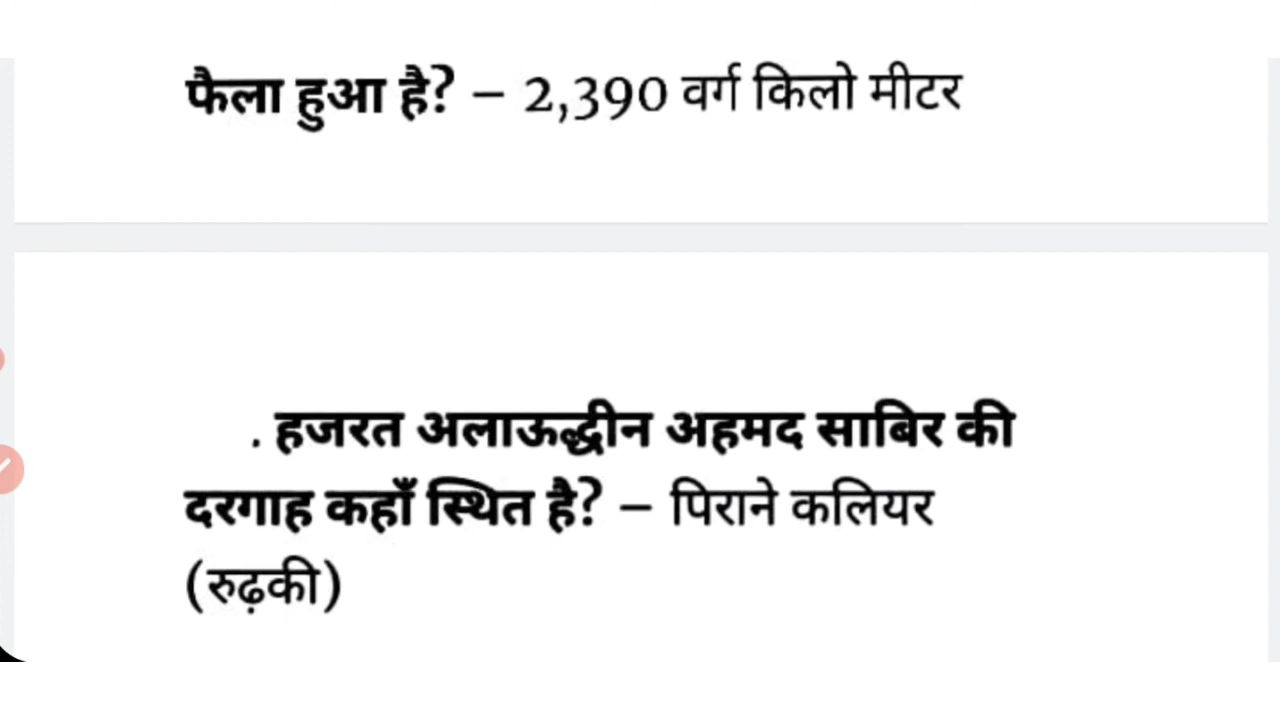 फैला हुआ है? – 2,390 वर्ग किलो मीटर
. हजरत अलाऊद्धीन अहमद साबिर की
दरगाह कहाँ स्थित है? – पिराने कलियर
(रुढ़की)